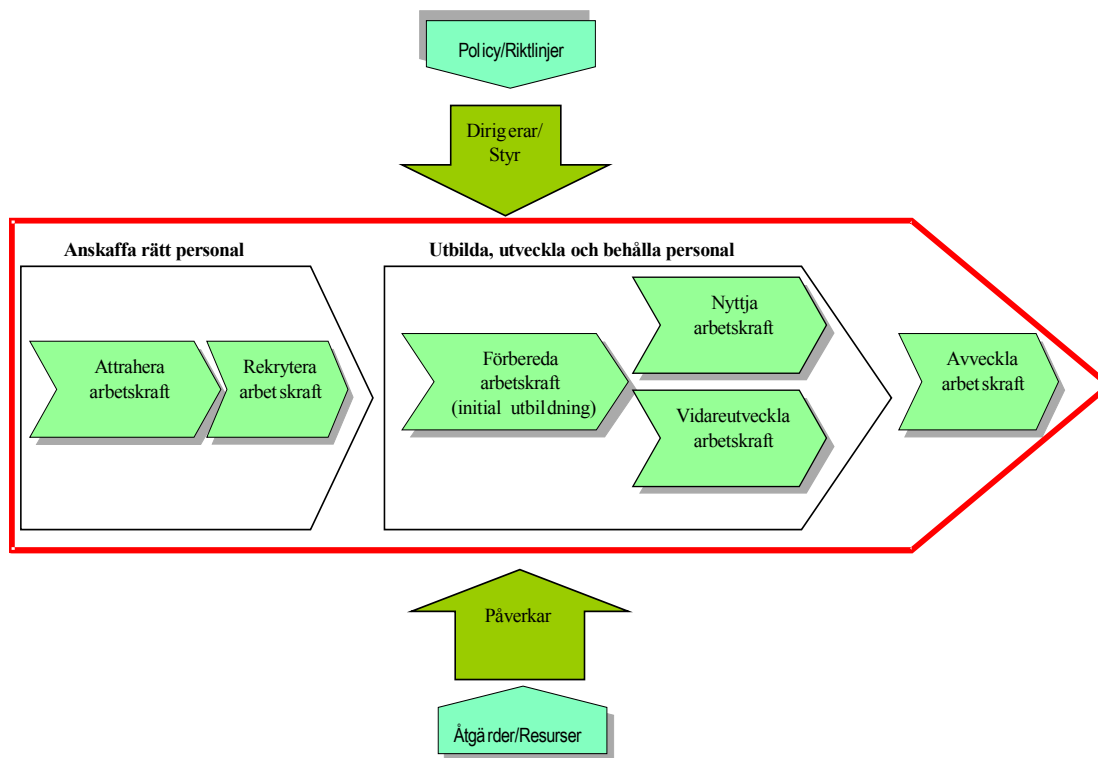 Policy/Riktlinjer
Dirigerar/
Styr
Anskaffa rätt personal
Utbilda, utveckla och behålla personal
Attrahera
arbetskraft
Rekrytera
arbetskraft
Förbereda
arbetskraft
(initial utbildning)
Nyttja
arbetskraft
Vidareutveckla
arbetskraft
Avveckla
arbetskraft
Påverkar
Åtgärder/Resurser